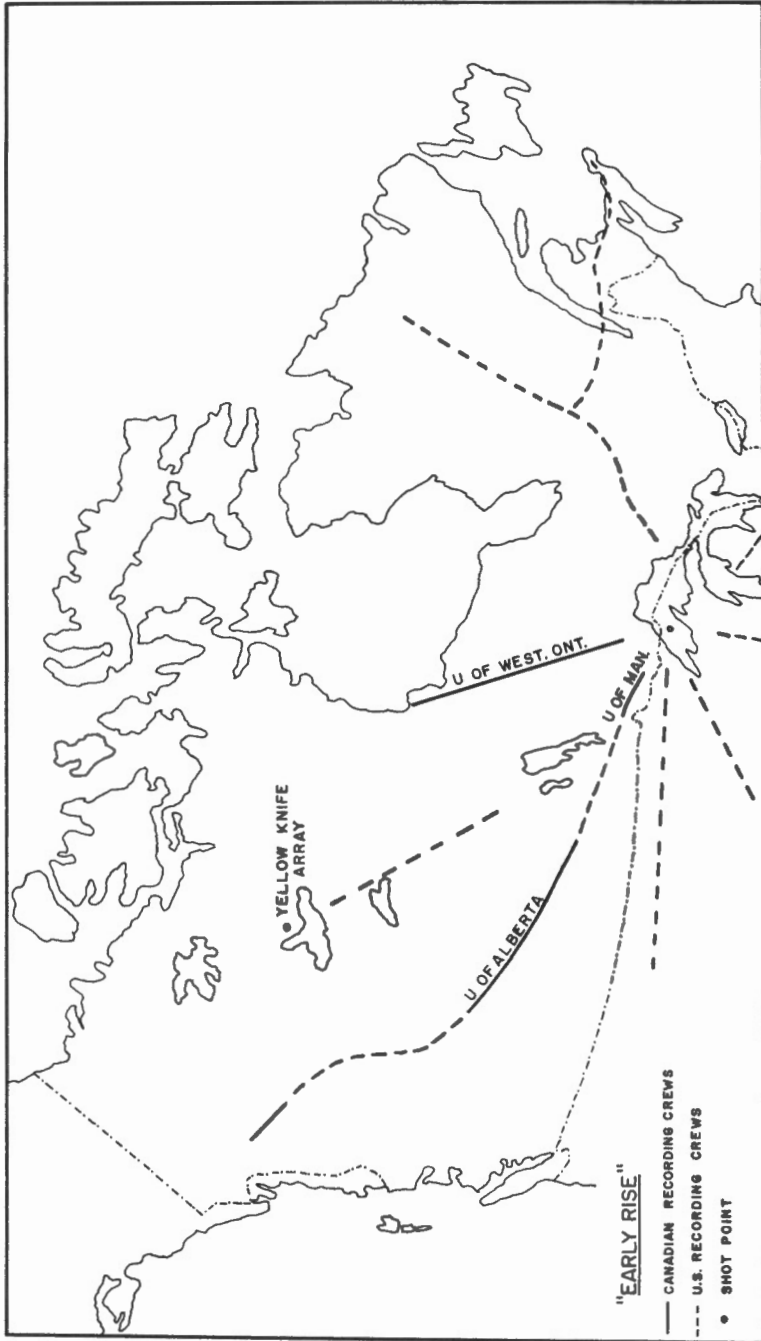 YELLOW KNIFE
ARRAY
U OF WEST. ONT.
U OF MAN.
U OF ALBERTA
"EARLY RISE"
CANADIAN RECORDING CREWS
U.S. RECORDING CREWS
SHOT POINT